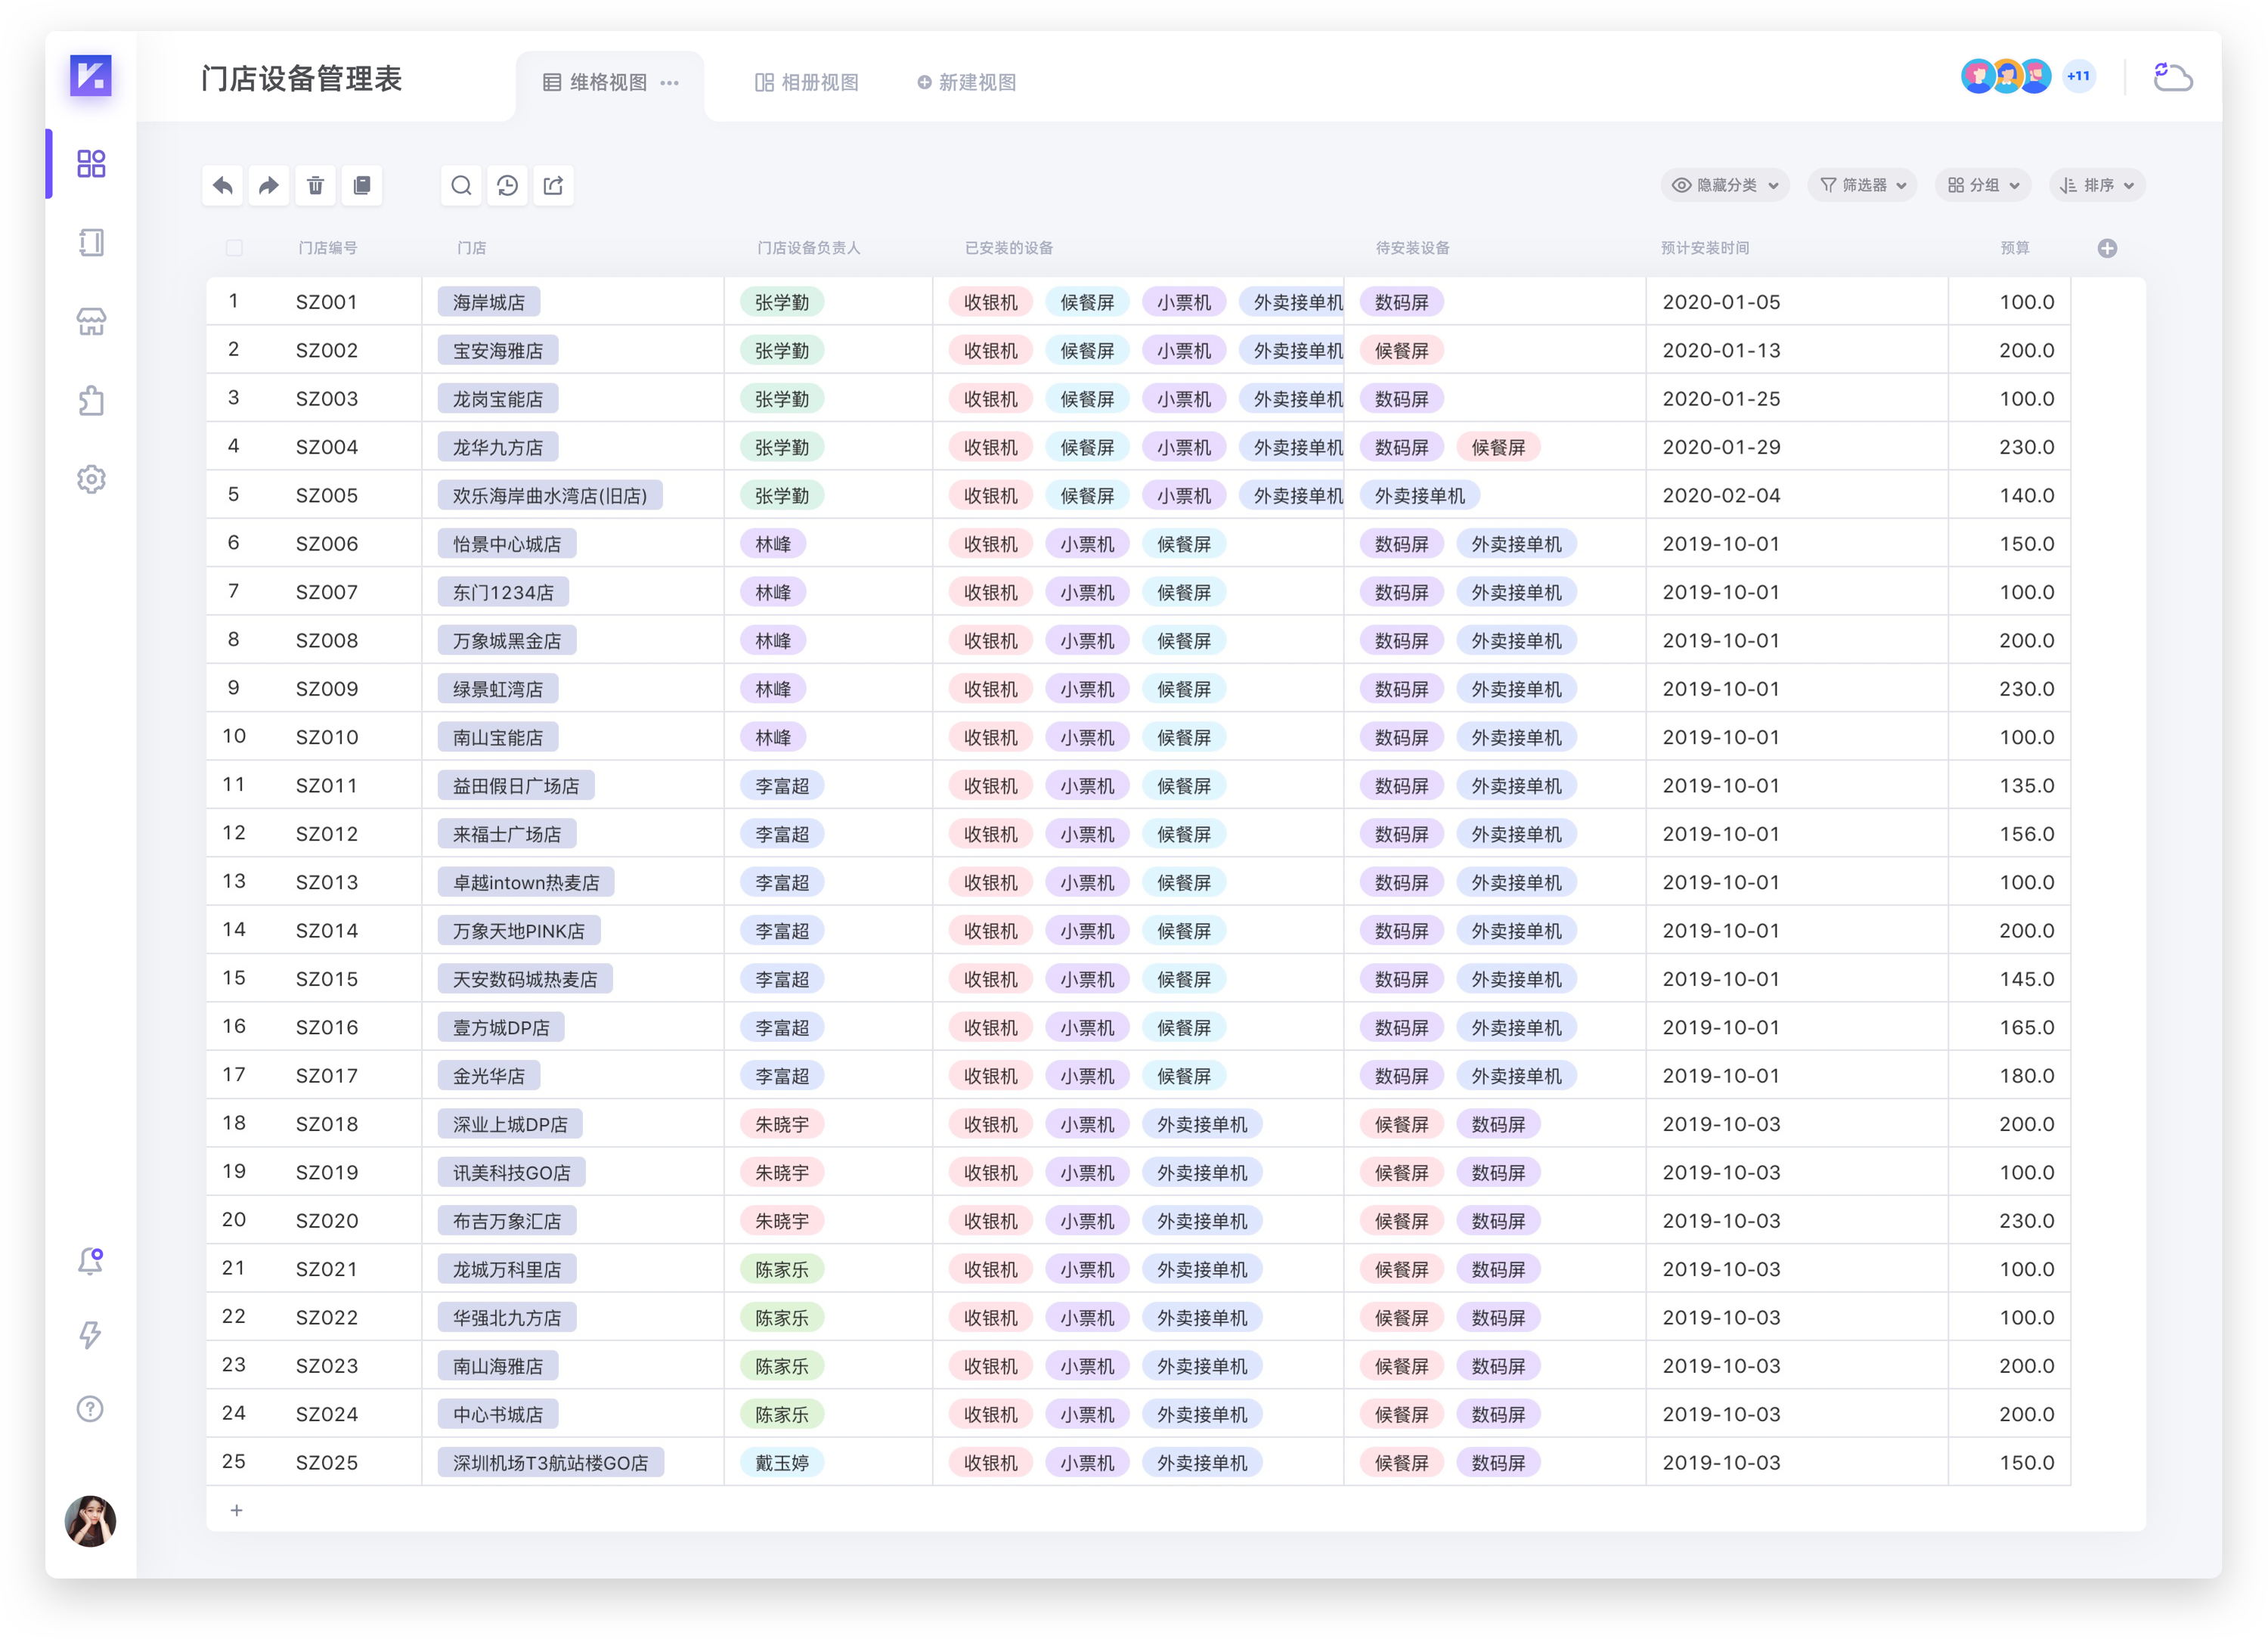 门店设备管理表 维格视图 相册视图 新建视图 +11
隐藏分类 筛选器 分组 排序
门店编号 门店 门店设备负责人 已安装的设备 待安装设备 预计安装时间 预算
1 SZ001 海岸城店 张学勤 收银机 候餐屏 小票机 外卖接单机 数码屏 2020-01-05 100.0
2 SZ002 宝安海雅店 张学勤 收银机 候餐屏 小票机 外卖接单机 候餐屏 2020-01-13 200.0
3 SZ003 龙岗宝能店 张学勤 收银机 候餐屏 小票机 外卖接单机 数码屏 2020-01-25 100.0
4 SZ004 龙华九方店 张学勤 收银机 候餐屏 小票机 外卖接单机 数码屏 候餐屏 2020-01-29 230.0
5 SZ005 欢乐海岸曲水湾店(旧店) 张学勤 收银机 候餐屏 小票机 外卖接单机 外卖接单机 2020-02-04 140.0
6 SZ006 怡景中心城店 林峰 收银机 小票机 候餐屏 数码屏 外卖接单机 2019-10-01 150.0
7 SZ007 东门1234店 林峰 收银机 小票机 候餐屏 数码屏 外卖接单机 2019-10-01 100.0
8 SZ008 万象城黑金店 林峰 收银机 小票机 候餐屏 数码屏 外卖接单机 2019-10-01 200.0
9 SZ009 绿景虹湾店 林峰 收银机 小票机 候餐屏 数码屏 外卖接单机 2019-10-01 230.0
10 SZ010 南山宝能店 林峰 收银机 小票机 候餐屏 数码屏 外卖接单机 2019-10-01 100.0
11 SZ011 益田假日广场店 李富超 收银机 小票机 候餐屏 数码屏 外卖接单机 2019-10-01 135.0
12 SZ012 来福士广场店 李富超 收银机 小票机 候餐屏 数码屏 外卖接单机 2019-10-01 156.0
13 SZ013 卓越intown热麦店 李富超 收银机 小票机 候餐屏 数码屏 外卖接单机 2019-10-01 100.0
14 SZ014 万象天地PINK店 李富超 收银机 小票机 候餐屏 数码屏 外卖接单机 2019-10-01 200.0
15 SZ015 天安数码城热麦店 李富超 收银机 小票机 候餐屏 数码屏 外卖接单机 2019-10-01 145.0
16 SZ016 壹方城DP店 李富超 收银机 小票机 候餐屏 数码屏 外卖接单机 2019-10-01 165.0
17 SZ017 金光华店 李富超 收银机 小票机 候餐屏 数码屏 外卖接单机 2019-10-01 180.0
18 SZ018 深业上城DP店 朱晓宇 收银机 小票机 外卖接单机 候餐屏 数码屏 2019-10-03 200.0
19 SZ019 讯美科技GO店 朱晓宇 收银机 小票机 外卖接单机 候餐屏 数码屏 2019-10-03 100.0
20 SZ020 布吉万象汇店 朱晓宇 收银机 小票机 外卖接单机 候餐屏 数码屏 2019-10-03 230.0
21 SZ021 龙城万科里店 陈家乐 收银机 小票机 外卖接单机 候餐屏 数码屏 2019-10-03 100.0
22 SZ022 华强北九方店 陈家乐 收银机 小票机 外卖接单机 候餐屏 数码屏 2019-10-03 100.0
23 SZ023 南山海雅店 陈家乐 收银机 小票机 外卖接单机 候餐屏 数码屏 2019-10-03 200.0
24 SZ024 中心书城店 陈家乐 收银机 小票机 外卖接单机 候餐屏 数码屏 2019-10-03 200.0
25 SZ025 深圳机场T3航站楼GO店 戴玉婷 收银机 小票机 外卖接单机 候餐屏 数码屏 2019-10-03 150.0